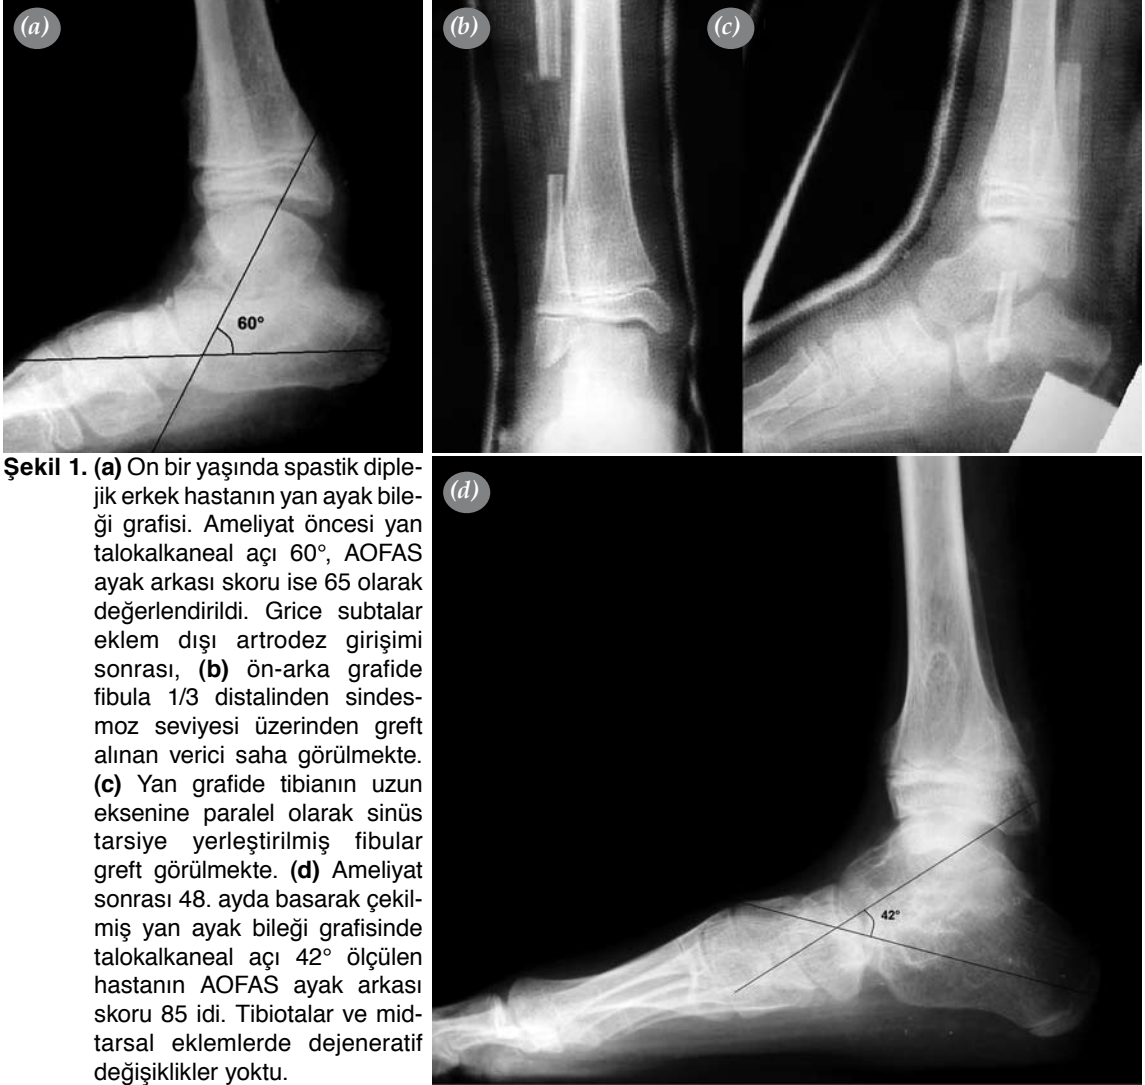 (a)
60°
(b)
(c)
Şekil 1. (a) On bir yaşında spastik diple-
jik erkek hastanın yan ayak bile-
ği grafisi. Ameliyat öncesi yan
talokalkaneal açı 60°, AOFAS
ayak arkası skoru ise 65 olarak
değerlendirildi. Grice subtalar
eklem dışı artrodez girişimi
sonrası, (b) ön-arka grafide
fibula 1/3 distalinden sindes-
moz seviyesi üzerinden greft
alınan verici saha görülmekte.
(c) Yan grafide tibianın uzun
eksenine paralel olarak sinüs
tarsiye yerleştirilmiş fibular
greft görülmekte. (d) Ameliyat
sonrası 48. ayda basarak çekil-
miş yan ayak bileği grafisinde
talokalkaneal açı 42° ölçülen
hastanın AOFAS ayak arkası
skoru 85 idi. Tibiotalar ve mid-
tarsal eklemlerde dejeneratif
değişiklikler yoktu.
(d)
42°